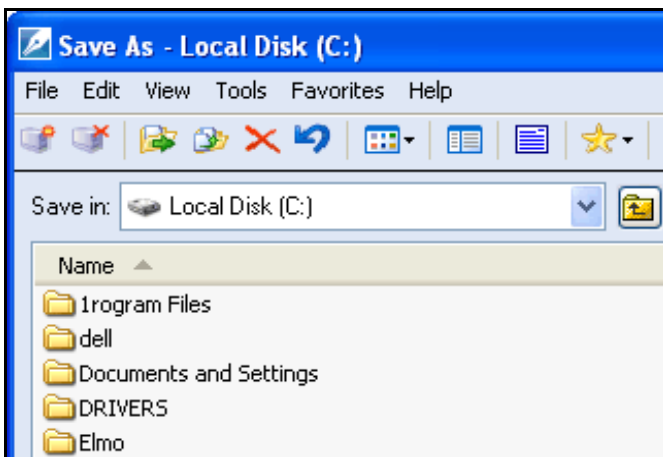 Save As - Local Disk (C:)
File Edit View Tools Favorites Help
Save in: Local Disk (C:)
Name
1rogram Files
dell
Documents and Settings
DRIVERS
Elmo